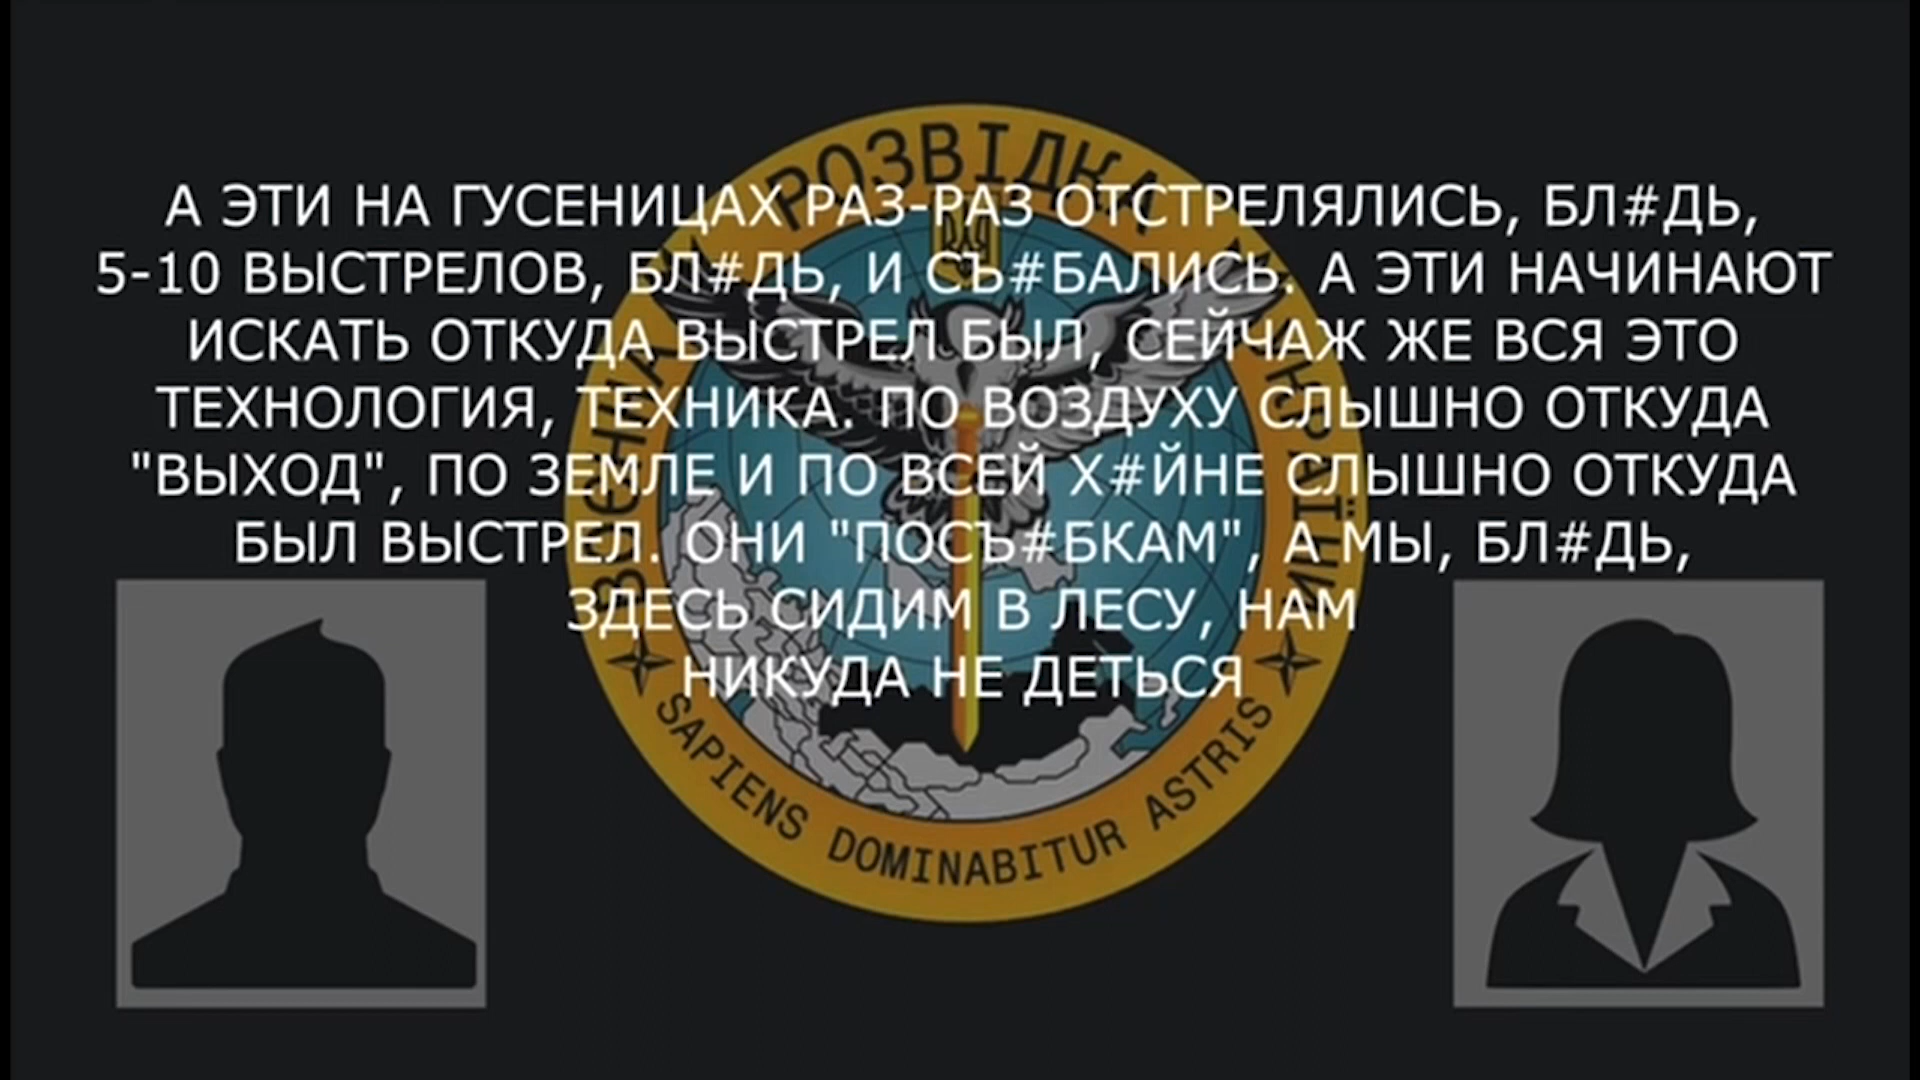 ВОЄННА РОЗВІДКА УКРАЇНИ
А ЭТИ НА ГУСЕНИЦАХ РАЗ-РАЗ ОТСТРЕЛЯЛИСЬ, БЛ#ДЬ,
5-10 ВЫСТРЕЛОВ, БЛ#ДЬ, И СЪ#БАЛИСЬ. А ЭТИ НАЧИНАЮТ
ИСКАТЬ ОТКУДА ВЫСТРЕЛ БЫЛ, СЕЙЧАЖ ЖЕ ВСЯ ЭТО
ТЕХНОЛОГИЯ, ТЕХНИКА. ПО ВОЗДУХУ СЛЫШНО ОТКУДА
"ВЫХОД", ПО ЗЕМЛЕ И ПО ВСЕЙ Х#ЙНЕ СЛЫШНО ОТКУДА
БЫЛ ВЫСТРЕЛ. ОНИ "ПОСЪ#БКАМ", А МЫ, БЛ#ДЬ,
ЗДЕСЬ СИДИМ В ЛЕСУ, НАМ
НИКУДА НЕ ДЕТЬСЯ
SAPIENS DOMINABITUR ASTRIS